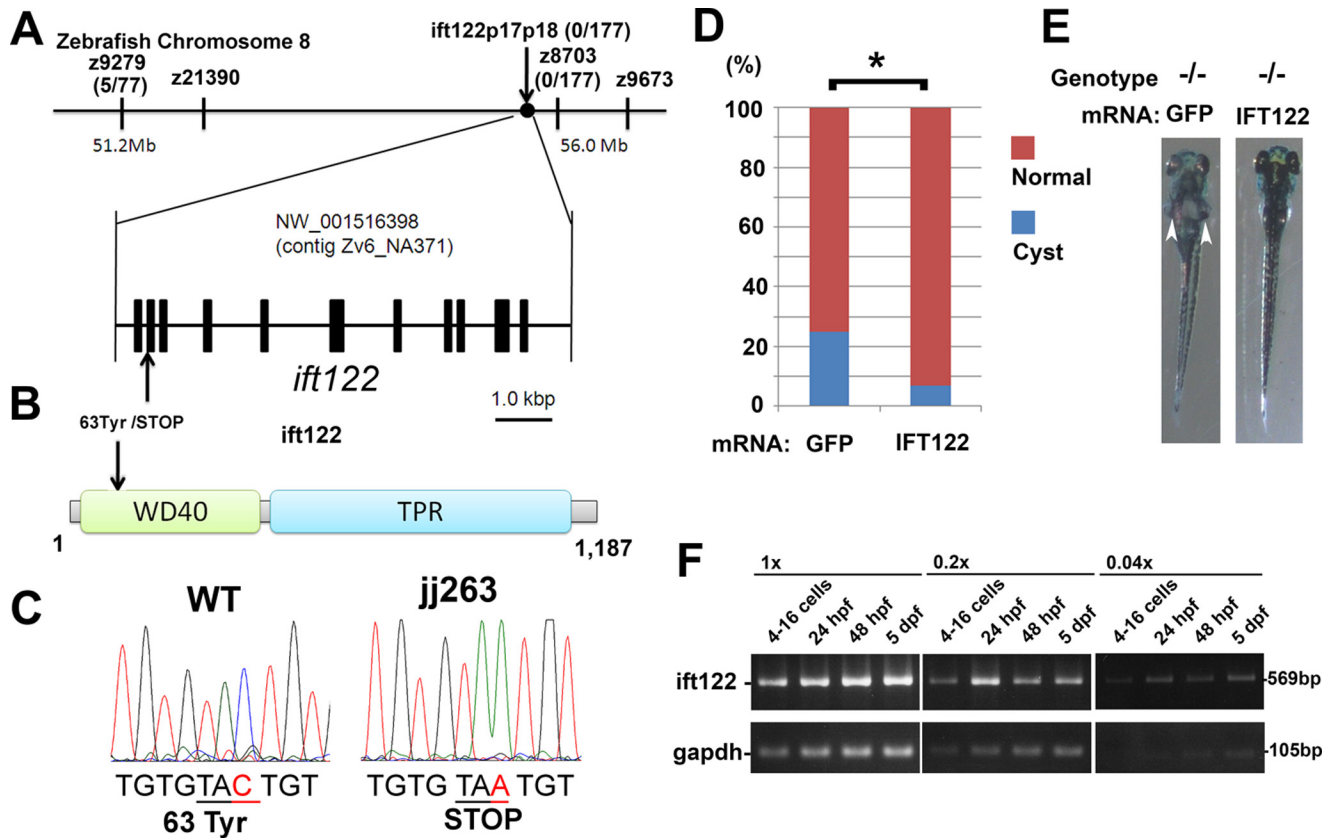 A
Zebrafish Chromosome 8
ift122p17p18 (0/177)
z9279
(5/77)
z21390
z8703
(0/177)
z9673
51.2Mb
56.0 Mb
NW_001516398
(contig Zv6_NA371)
ift122
1.0 kbp
B
63Tyr /STOP
ift122
WD40
TPR
1
1,187
C
WT
jj263
TGTGTAC TGT
TGTG TAA TGT
63 Tyr
STOP
D
(%)
*
100
80
60
40
20
0
Normal
Cyst
mRNA: GFP IFT122
E
Genotype -/- -/-
mRNA: GFP IFT122
F
1x
0.2x
0.04x
4-16 cells
24 hpf
48 hpf
5 dpf
4-16 cells
24 hpf
48 hpf
5 dpf
4-16 cells
24 hpf
48 hpf
5 dpf
ift122 -
-569bp
gapdh-
-105bp